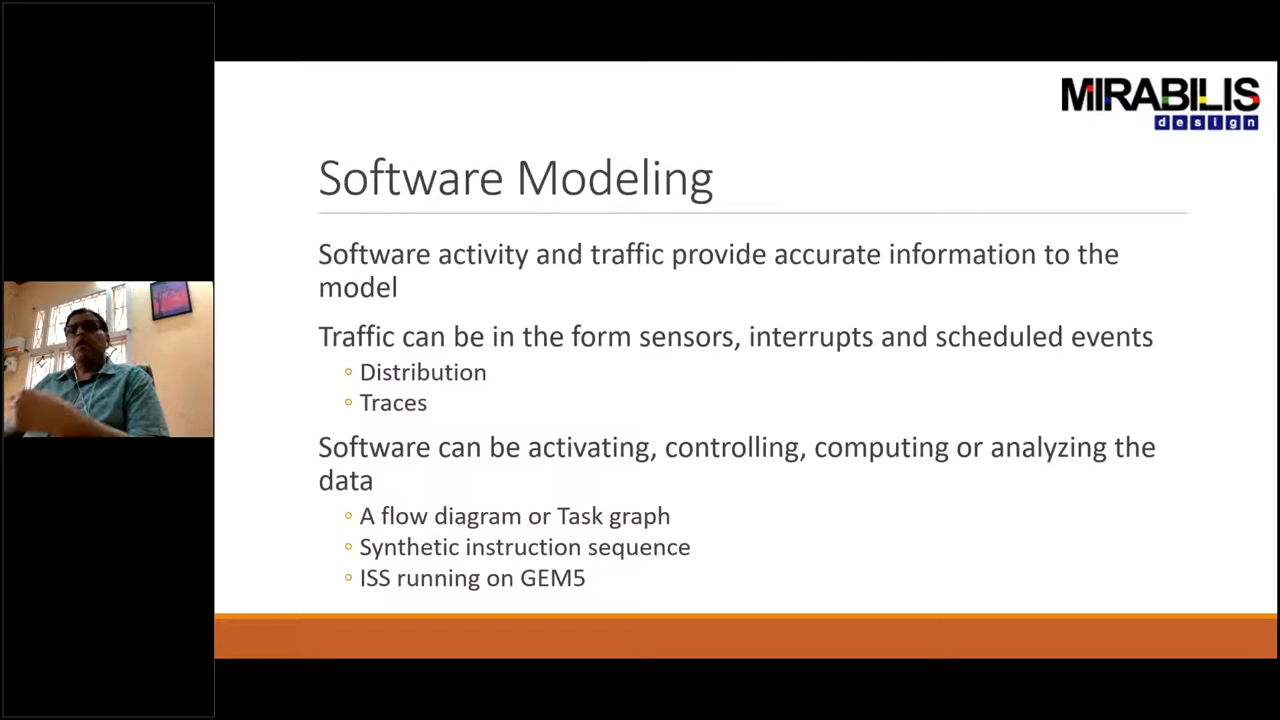 MIRABILIS
design
Software Modeling
Software activity and traffic provide accurate information to the
model
Traffic can be in the form sensors, interrupts and scheduled events
◦ Distribution
◦ Traces
Software can be activating, controlling, computing or analyzing the
data
◦ A flow diagram or Task graph
◦ Synthetic instruction sequence
◦ ISS running on GEM5